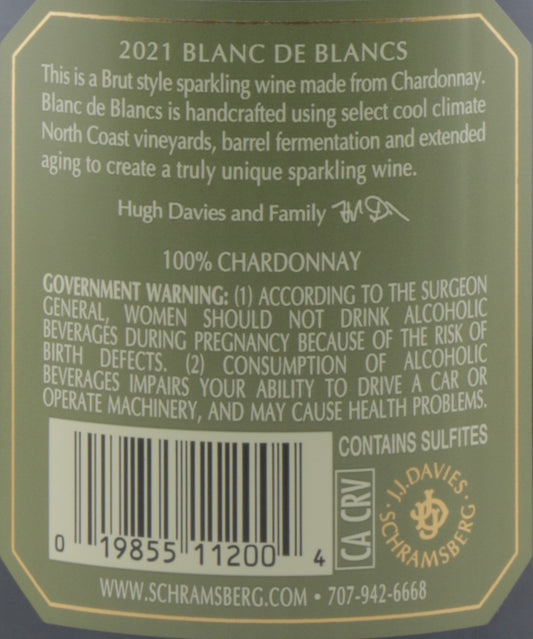 2021 BLANC DE BLANCS
This is a Brut style sparkling wine made from Chardonnay.
Blanc de Blancs is handcrafted using select cool climate
North Coast vineyards, barrel fermentation and extended
aging to create a truly unique sparkling wine.
Hugh Davies and Family
100% CHARDONNAY
GOVERNMENT WARNING: (1) ACCORDING TO THE SURGEON
GENERAL, WOMEN SHOULD NOT DRINK ALCOHOLIC
BEVERAGES DURING PREGNANCY BECAUSE OF THE RISK OF
BIRTH DEFECTS. (2) CONSUMPTION OF ALCOHOLIC
BEVERAGES IMPAIRS YOUR ABILITY TO DRIVE A CAR OR
OPERATE MACHINERY, AND MAY CAUSE HEALTH PROBLEMS.
CONTAINS SULFITES
CA CRV
J.J.DAVIES • SCHRAMSBERG •
0 19855 11200 4
WWW.SCHRAMSBERG.COM • 707-942-6668